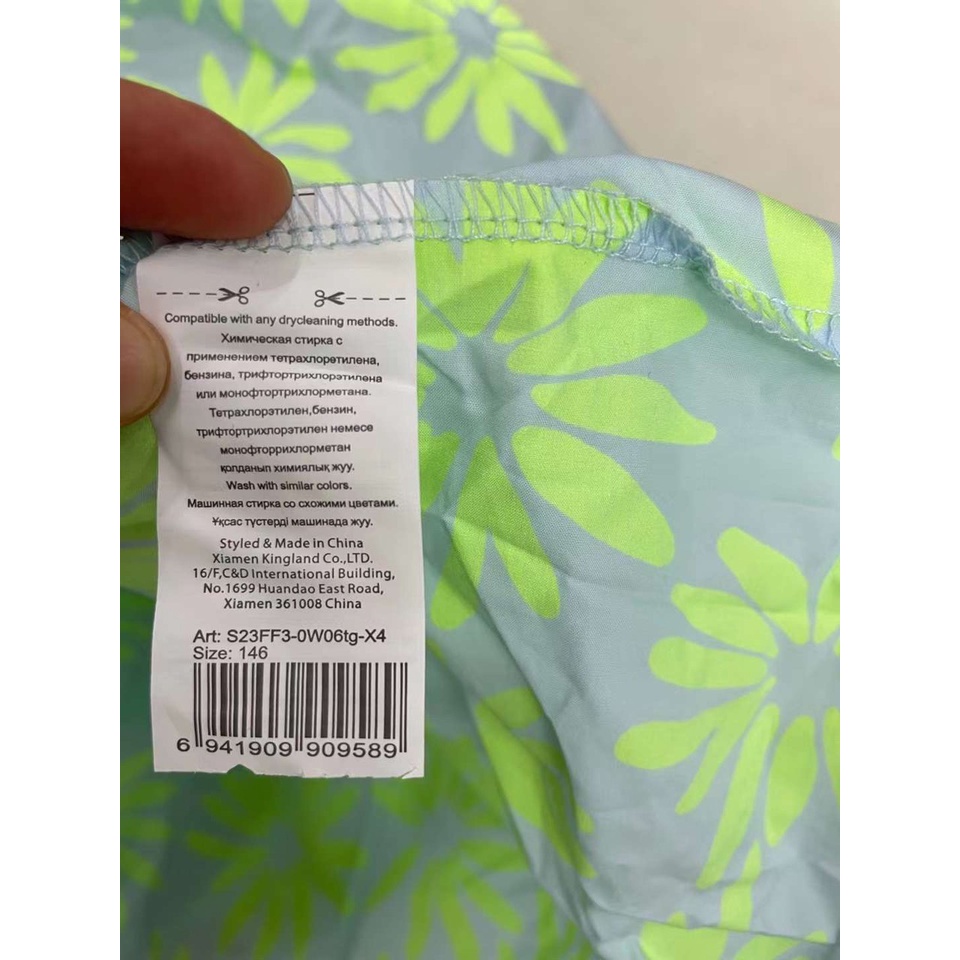 Compatible with any drycleaning methods.
Химическая стирка с
применением тетрахлоретилена,
бензина, трифтортрихлорэтилена
или монофтортрихлорметана.
Тетрахлорэтилен,бензин,
трифтортрихлорэтилен немесе
монофторрихлорметан
қолданып химиялық жуу.
Wash with similar colors.
Машинная стирка со схожими цветами.
Ұқсас түстерді машинада жуу.
Styled & Made in China
Xiamen Kingland Co.,LTD.
16/F,C&D International Building,
No.1699 Huandao East Road,
Xiamen 361008 China
Art: S23FF3-0W06tg-X4
Size: 146
6 941909 909589